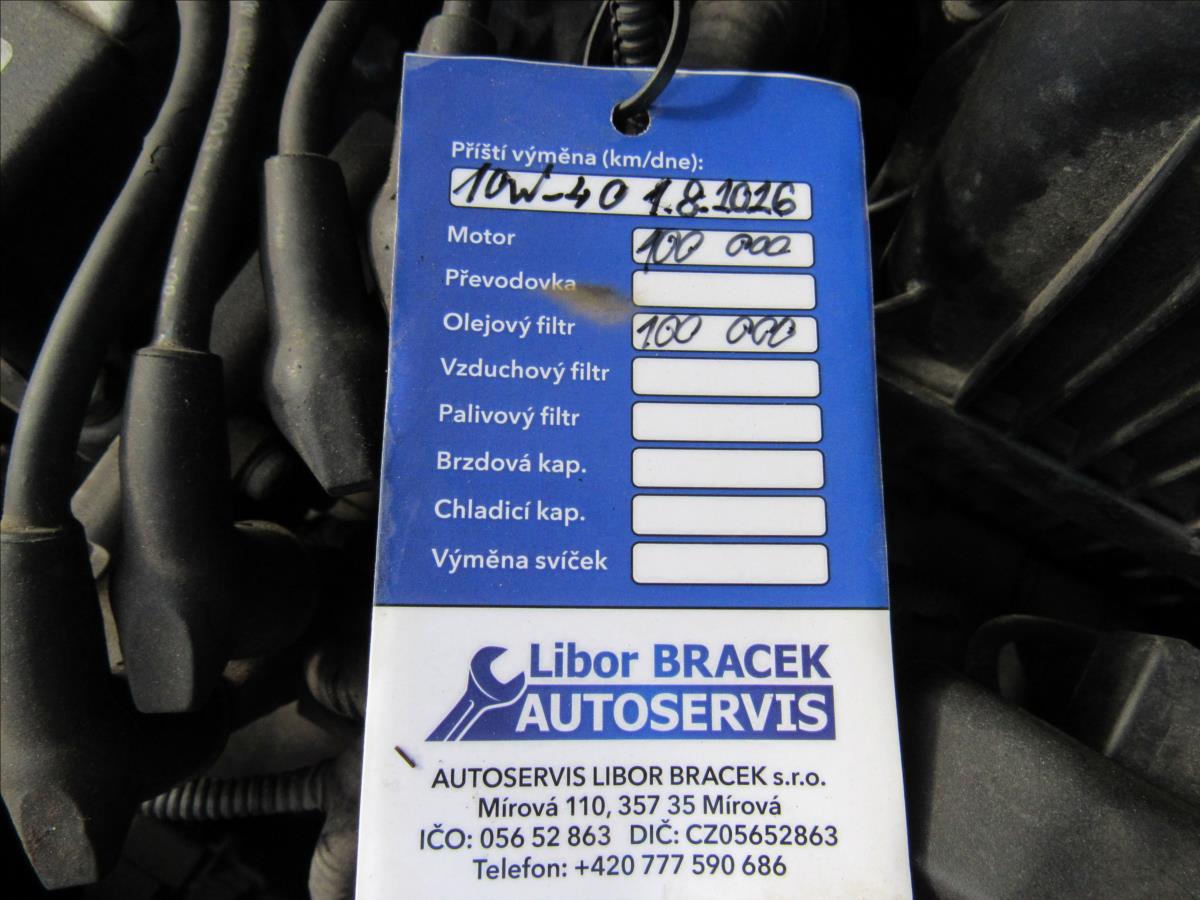 Příští výměna (km/dne):
10W-40 1.8.2026
Motor 100 000
Převodovka
Olejový filtr 100 000
Vzduchový filtr
Palivový filtr
Brzdová kap.
Chladicí kap.
Výměna svíček
Libor BRACEK
AUTOSERVIS
AUTOSERVIS LIBOR BRACEK s.r.o.
Mírová 110, 357 35 Mírová
IČO: 056 52 863 DIČ: CZ05652863
Telefon: +420 777 590 686